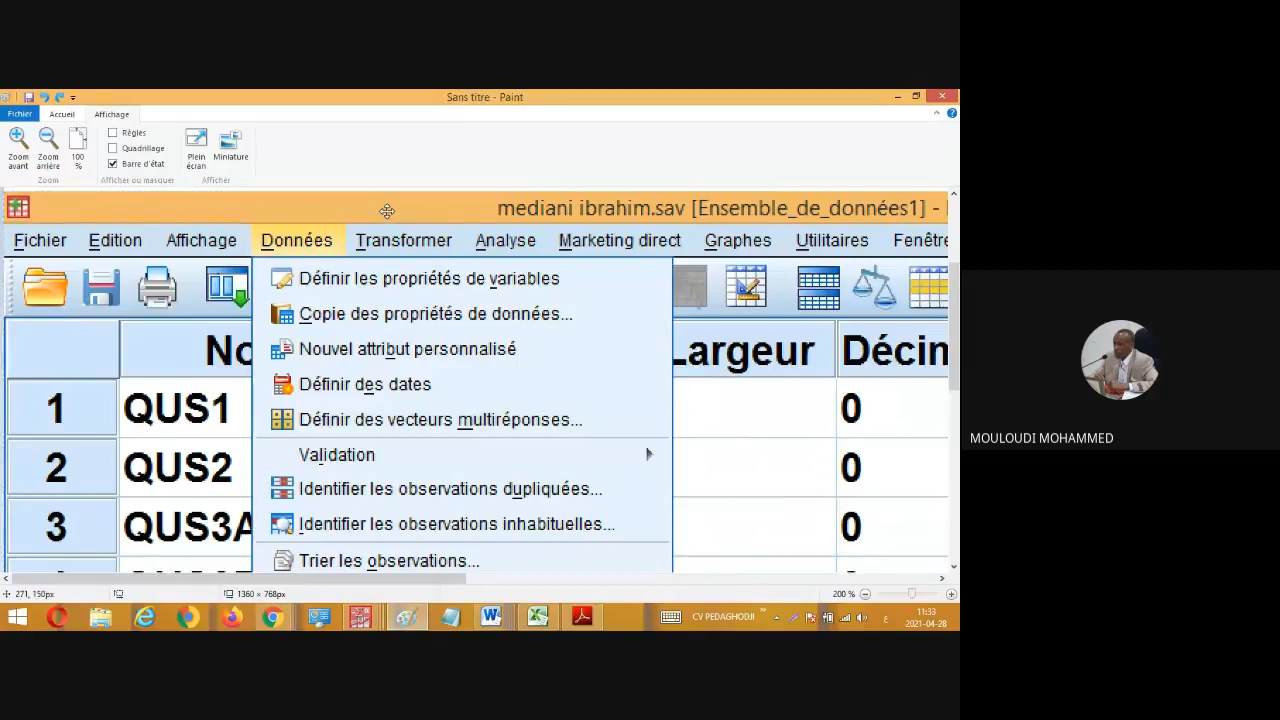 Sans titre - Paint
Fichier Accueil Affichage
Règles
Quadrillage
Barre d'état
Zoom avant
Zoom arrière
100 %
Plein écran
Miniature
Zoom
Afficher ou masquer
Afficher
mediani ibrahim.sav [Ensemble_de_données1] -
Fichier Edition Affichage Données Transformer Analyse Marketing direct Graphes Utilitaires Fenêtre
Définir les propriétés de variables
Copie des propriétés de données...
Nouvel attribut personnalisé
Définir des dates
Définir des vecteurs multiréponses...
Validation
Identifier les observations dupliquées...
Identifier les observations inhabituelles...
Trier les observations...
No Largeur Décim
1 QUS1 0
2 QUS2 0
3 QUS3A 0
271, 150px
1360 × 768px
200 %
CV PEDAGHODJI
ع
11:33
2021-04-28
MOULOUDI MOHAMMED